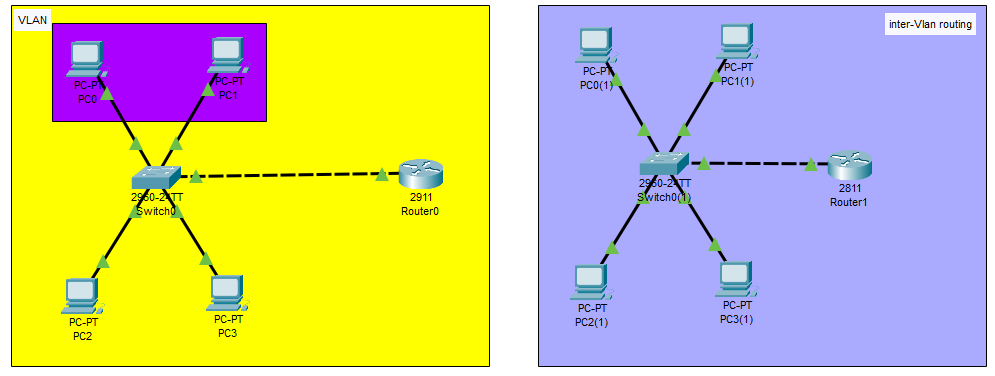 VLAN
PC-PT
PC0
PC-PT
PC1
2960-24TT
Switch0
2911
Router0
PC-PT
PC2
PC-PT
PC3
inter-Vlan routing
PC-PT
PC0(1)
PC-PT
PC1(1)
2960-24TT
Switch0(1)
2811
Router1
PC-PT
PC2(1)
PC-PT
PC3(1)